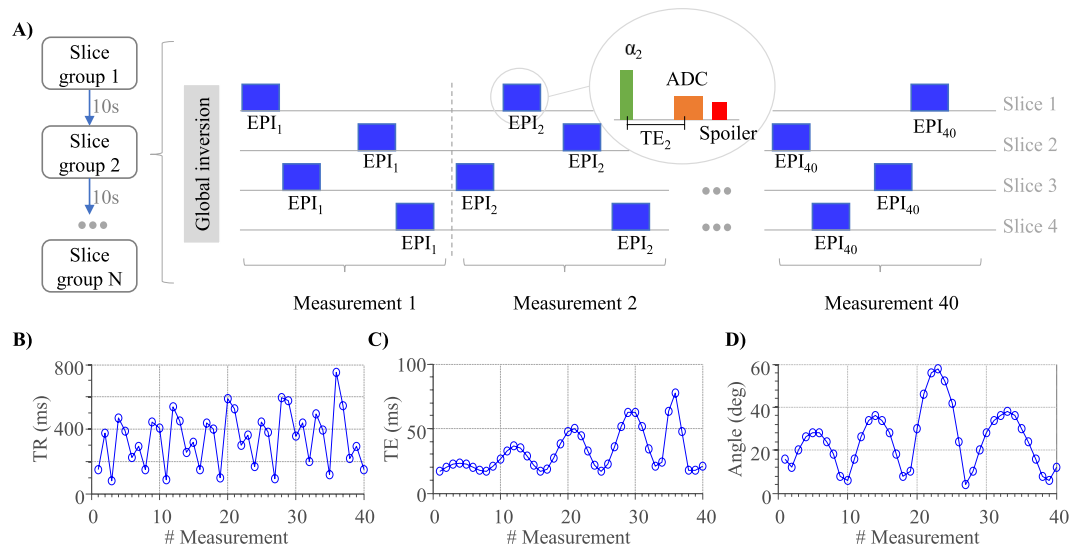 A)
Slice
group 1
10s
Slice
group 2
10s
Slice
group N
Global inversion
EPI1
EPI2
α2
ADC
TE2
Spoiler
EPI40
Slice 1
EPI1
EPI2
EPI40
Slice 2
EPI1
EPI2
EPI40
Slice 3
EPI1
EPI2
EPI40
Slice 4
Measurement 1
Measurement 2
Measurement 40
B)
TR (ms)
800
400
0
0 10 20 30 40
# Measurement
C)
TE (ms)
100
50
0
0 10 20 30 40
# Measurement
D)
Angle (deg)
60
40
20
0
0 10 20 30 40
# Measurement